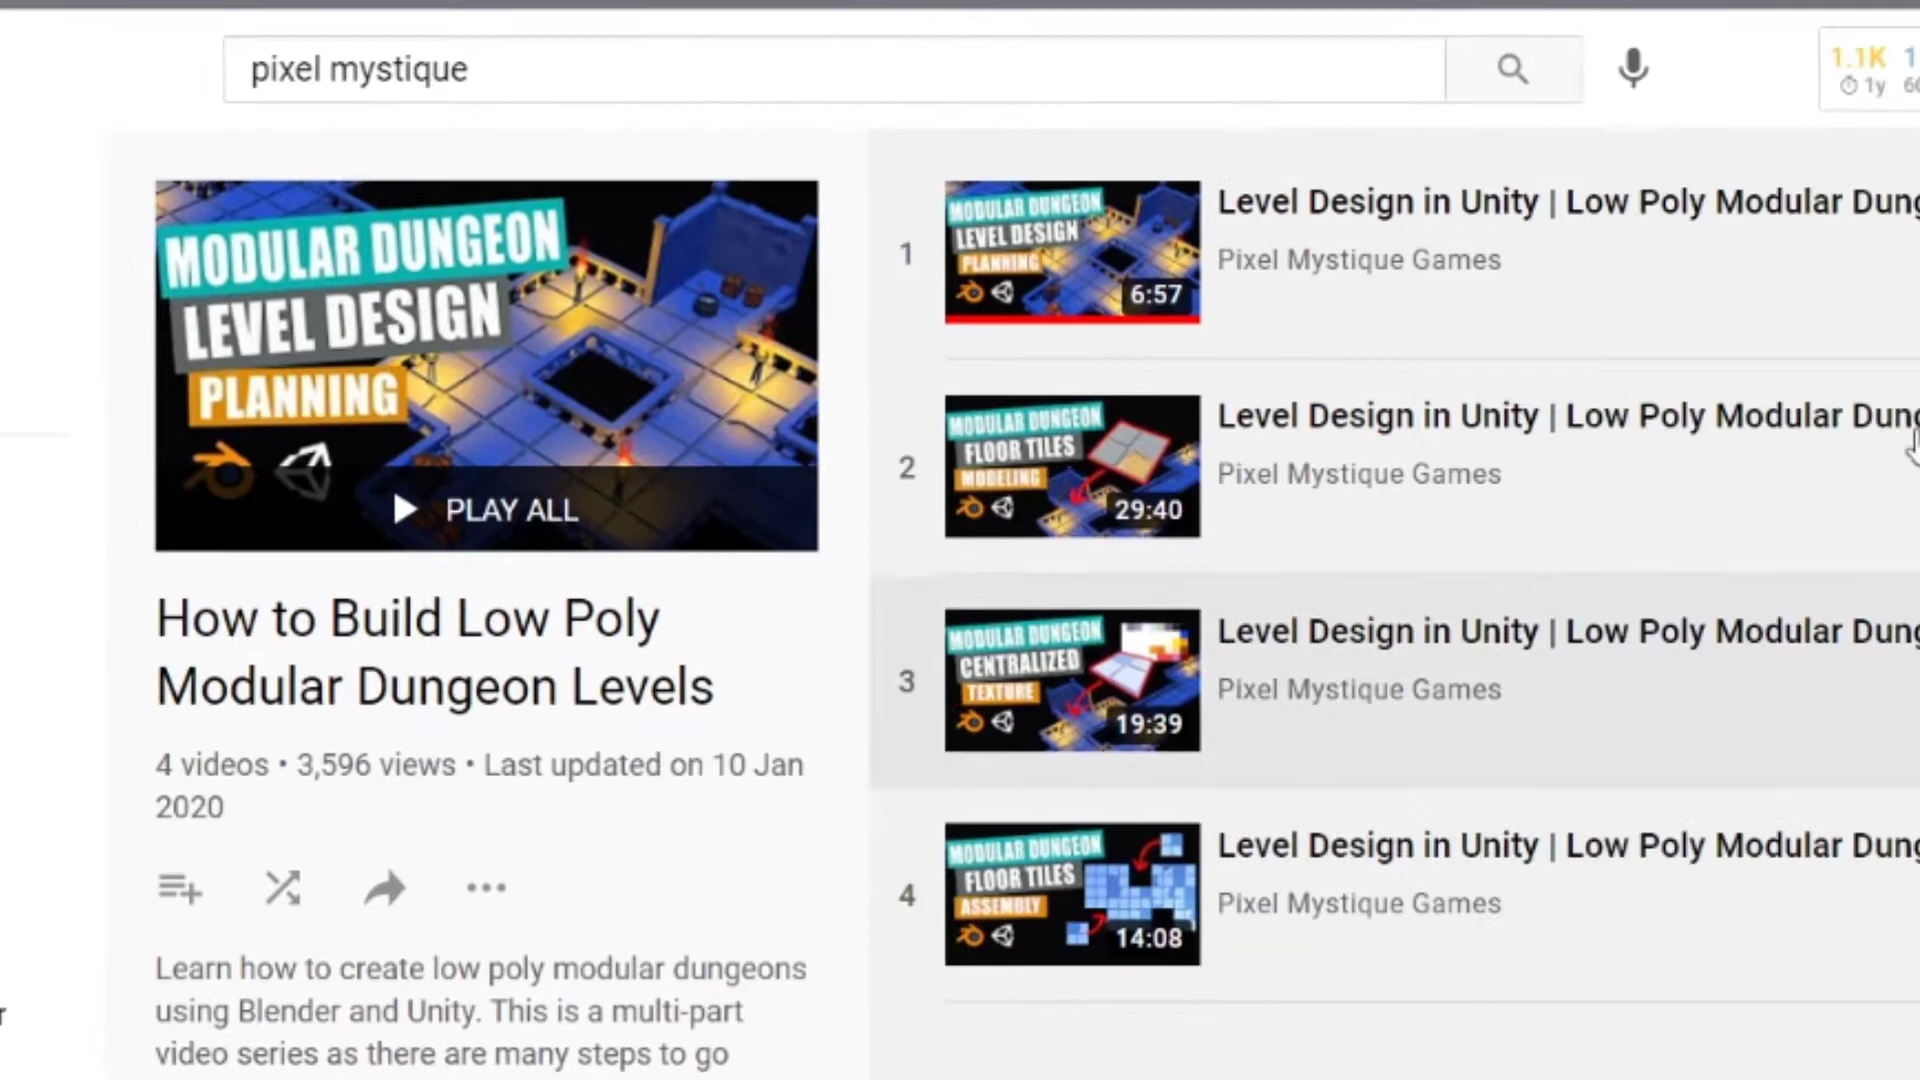 pixel mystique
1.1K
1y
MODULAR DUNGEON
LEVEL DESIGN
PLANNING
PLAY ALL
How to Build Low Poly
Modular Dungeon Levels
4 videos • 3,596 views • Last updated on 10 Jan
2020
Learn how to create low poly modular dungeons
using Blender and Unity. This is a multi-part
video series as there are many steps to go
1
MODULAR DUNGEON
LEVEL DESIGN
PLANNING
6:57
Level Design in Unity | Low Poly Modular Dung
Pixel Mystique Games
2
MODULAR DUNGEON
FLOOR TILES
MODELING
29:40
Level Design in Unity | Low Poly Modular Dung
Pixel Mystique Games
3
MODULAR DUNGEON
CENTRALIZED
TEXTURE
19:39
Level Design in Unity | Low Poly Modular Dung
Pixel Mystique Games
4
MODULAR DUNGEON
FLOOR TILES
ASSEMBLY
14:08
Level Design in Unity | Low Poly Modular Dung
Pixel Mystique Games